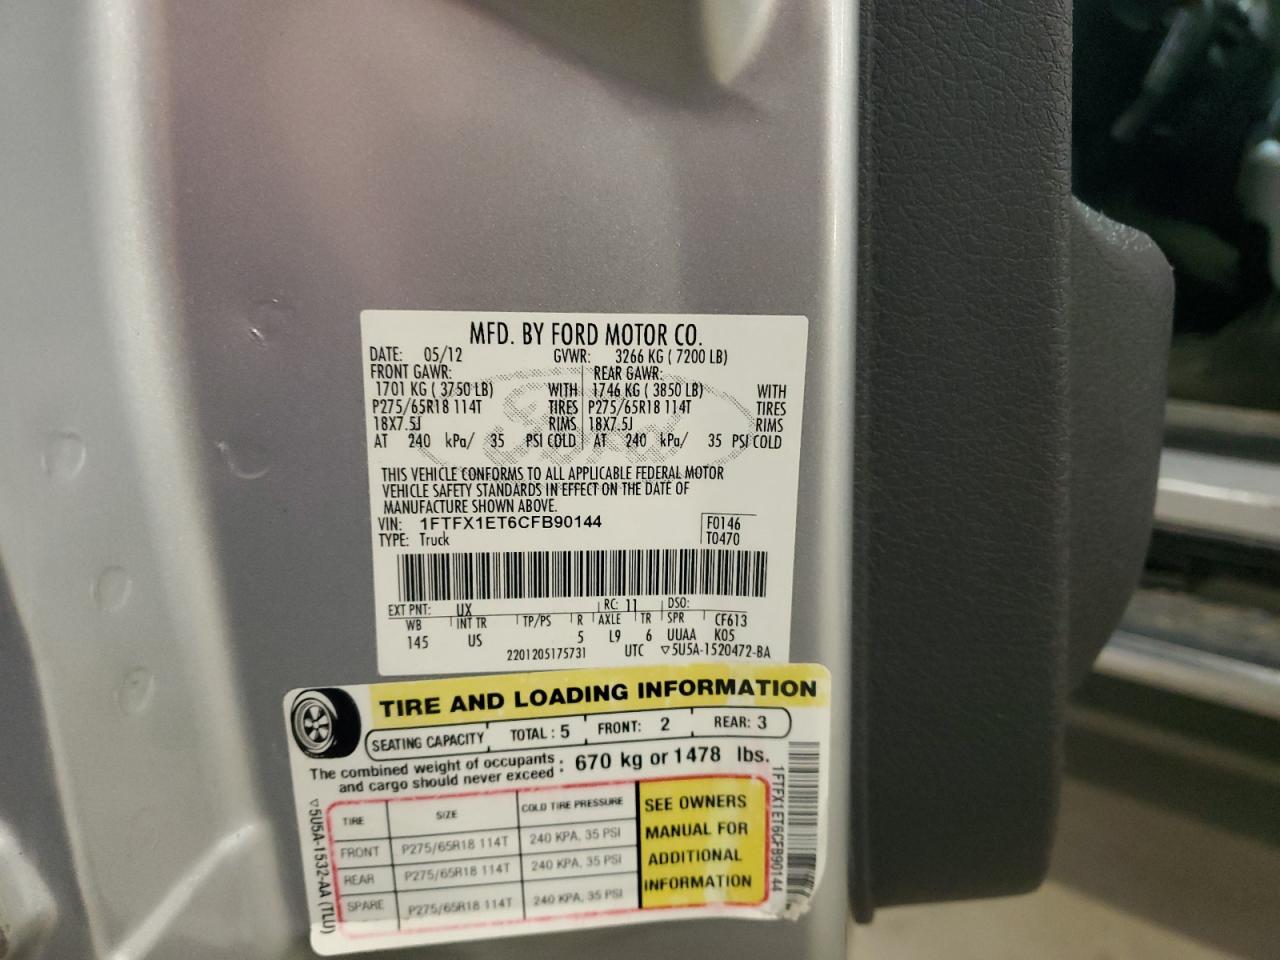 MFD. BY FORD MOTOR CO.
DATE: 05/12 GVWR: 3266 KG ( 7200 LB)
FRONT GAWR: REAR GAWR:
1701 KG ( 3750 LB) WITH 1746 KG ( 3850 LB) WITH
P275/65R18 114T TIRES P275/65R18 114T TIRES
18X7.5J RIMS 18X7.5J RIMS
AT 240 kPa/ 35 PSI COLD AT 240 kPa/ 35 PSI COLD
Ford
THIS VEHICLE CONFORMS TO ALL APPLICABLE FEDERAL MOTOR
VEHICLE SAFETY STANDARDS IN EFFECT ON THE DATE OF
MANUFACTURE SHOWN ABOVE.
VIN: 1FTFX1ET6CFB90144 F0146
TYPE: Truck T0470
EXT PNT: UX RC: 11 DSO:
WB INT TR TP/PS R AXLE TR SPR CF613
145 US 5 L9 6 UUAA K05
2201205175731 UTC ▽5U5A-1520472-BA
TIRE AND LOADING INFORMATION
SEATING CAPACITY TOTAL : 5 FRONT: 2 REAR: 3
The combined weight of occupants and cargo should never exceed : 670 kg or 1478 lbs.
TIRE SIZE COLD TIRE PRESSURE
FRONT P275/65R18 114T 240 KPA, 35 PSI
REAR P275/65R18 114T 240 KPA, 35 PSI
SPARE P275/65R18 114T 240 KPA, 35 PSI
SEE OWNERS
MANUAL FOR
ADDITIONAL
INFORMATION
▽5U5A-1532-AA (TLU)
1FTFX1ET6CFB90144